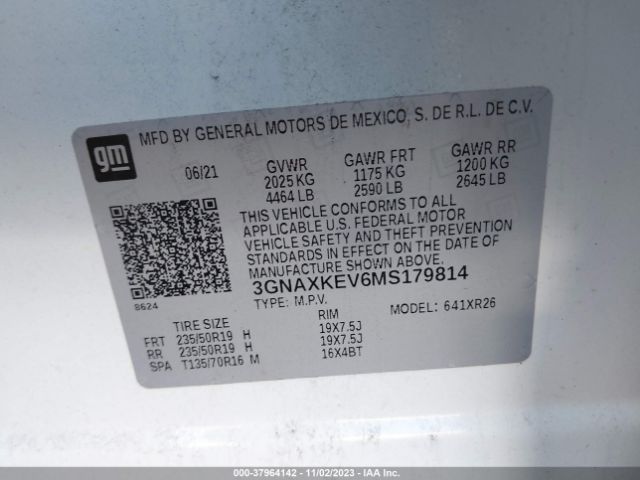 gm
MFD BY GENERAL MOTORS DE MEXICO, S. DE R.L. DE C.V.
06/21 GVWR GAWR FRT GAWR RR
2025 KG 1175 KG 1200 KG
4464 LB 2590 LB 2645 LB
THIS VEHICLE CONFORMS TO ALL
APPLICABLE U.S. FEDERAL MOTOR
VEHICLE SAFETY AND THEFT PREVENTION
STANDARDS IN EFFECT ON THE DATE OF
MANUFACTURE SHOWN ABOVE.
3GNAXKEV6MS179814
8624
TYPE: M.P.V. MODEL: 641XR26
TIRE SIZE RIM
FRT 235/50R19 H 19X7.5J
RR 235/50R19 H 19X7.5J
SPA T135/70R16 M 16X4BT
000-37964142 - 11/02/2023 - IAA Inc.